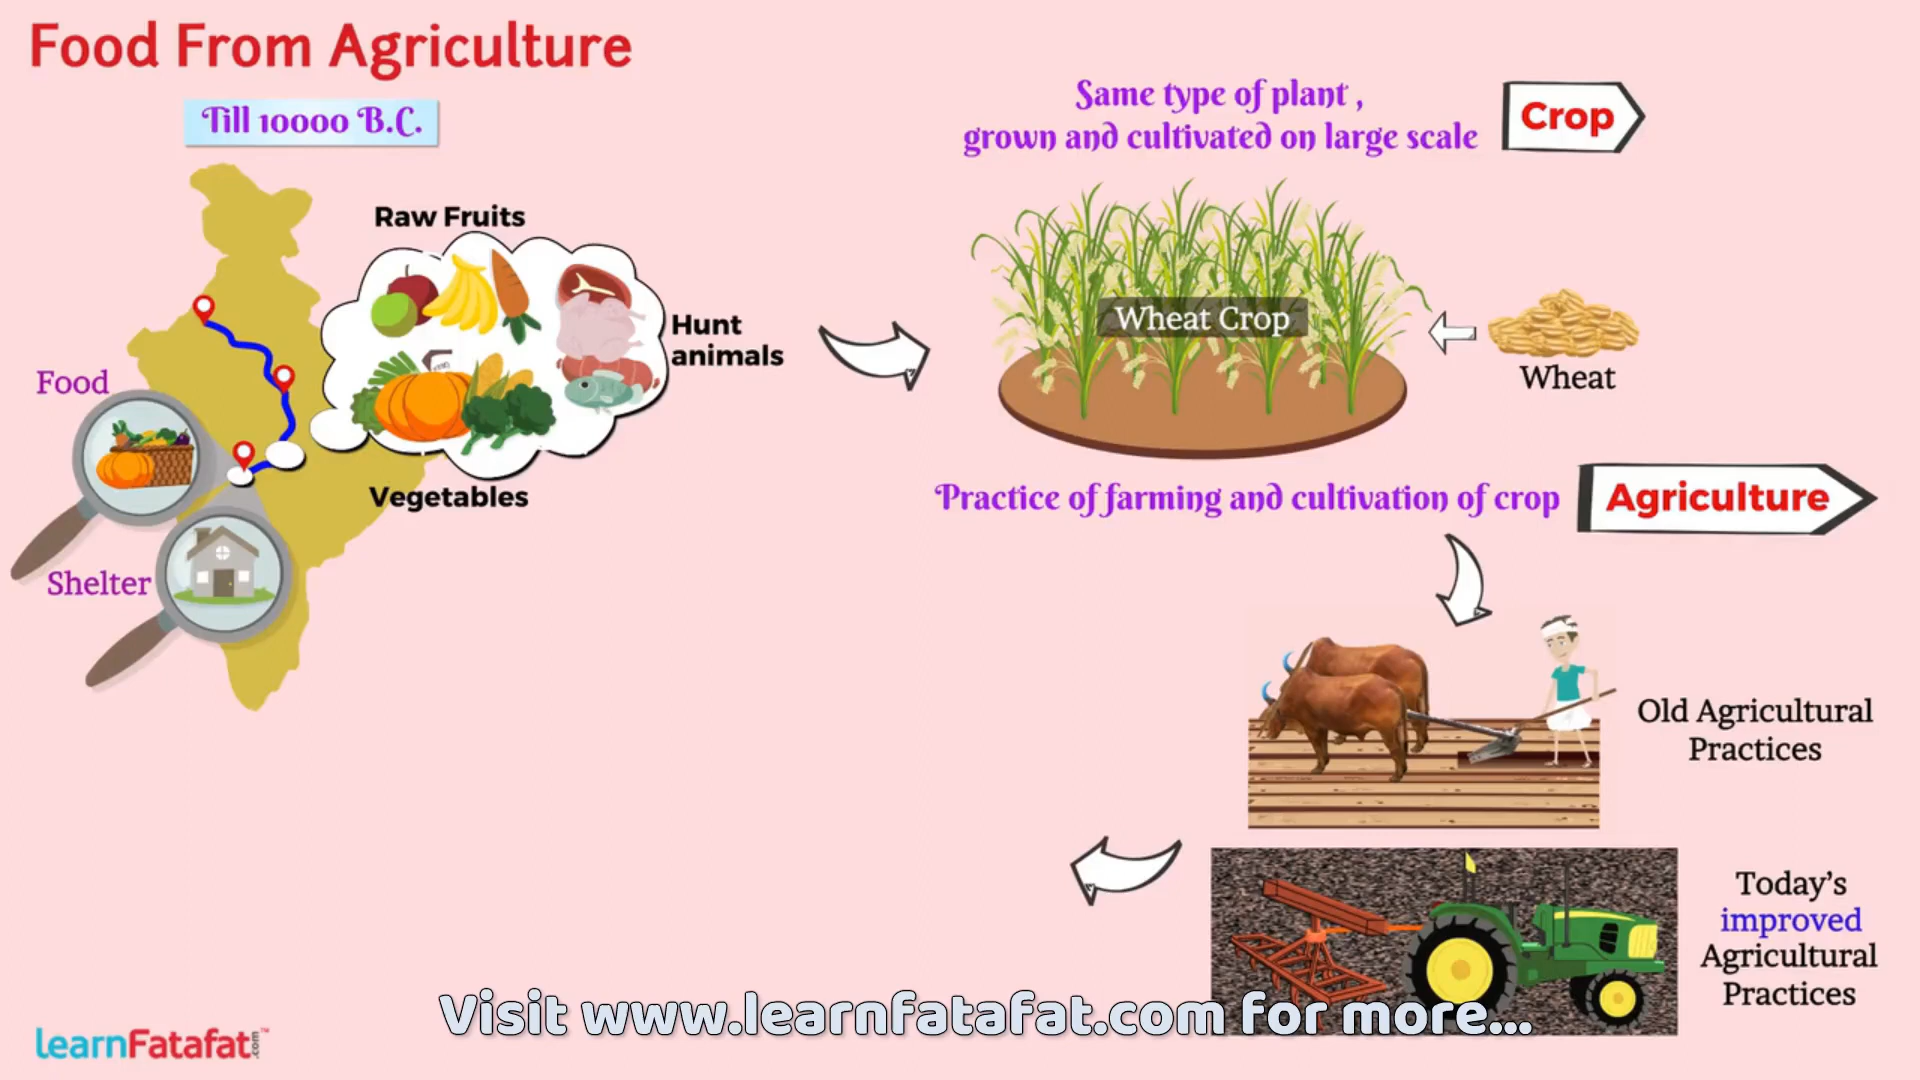 Food From Agriculture
Till 10000 B.C.
Raw Fruits
Hunt
animals
Vegetables
Food
Shelter
Same type of plant ,
grown and cultivated on large scale
Crop
Wheat Crop
Wheat
Practice of farming and cultivation of crop
Agriculture
Old Agricultural
Practices
Today's
improved
Agricultural
Practices
Visit www.learnfatafat.com for more...
learnFatafat.com™